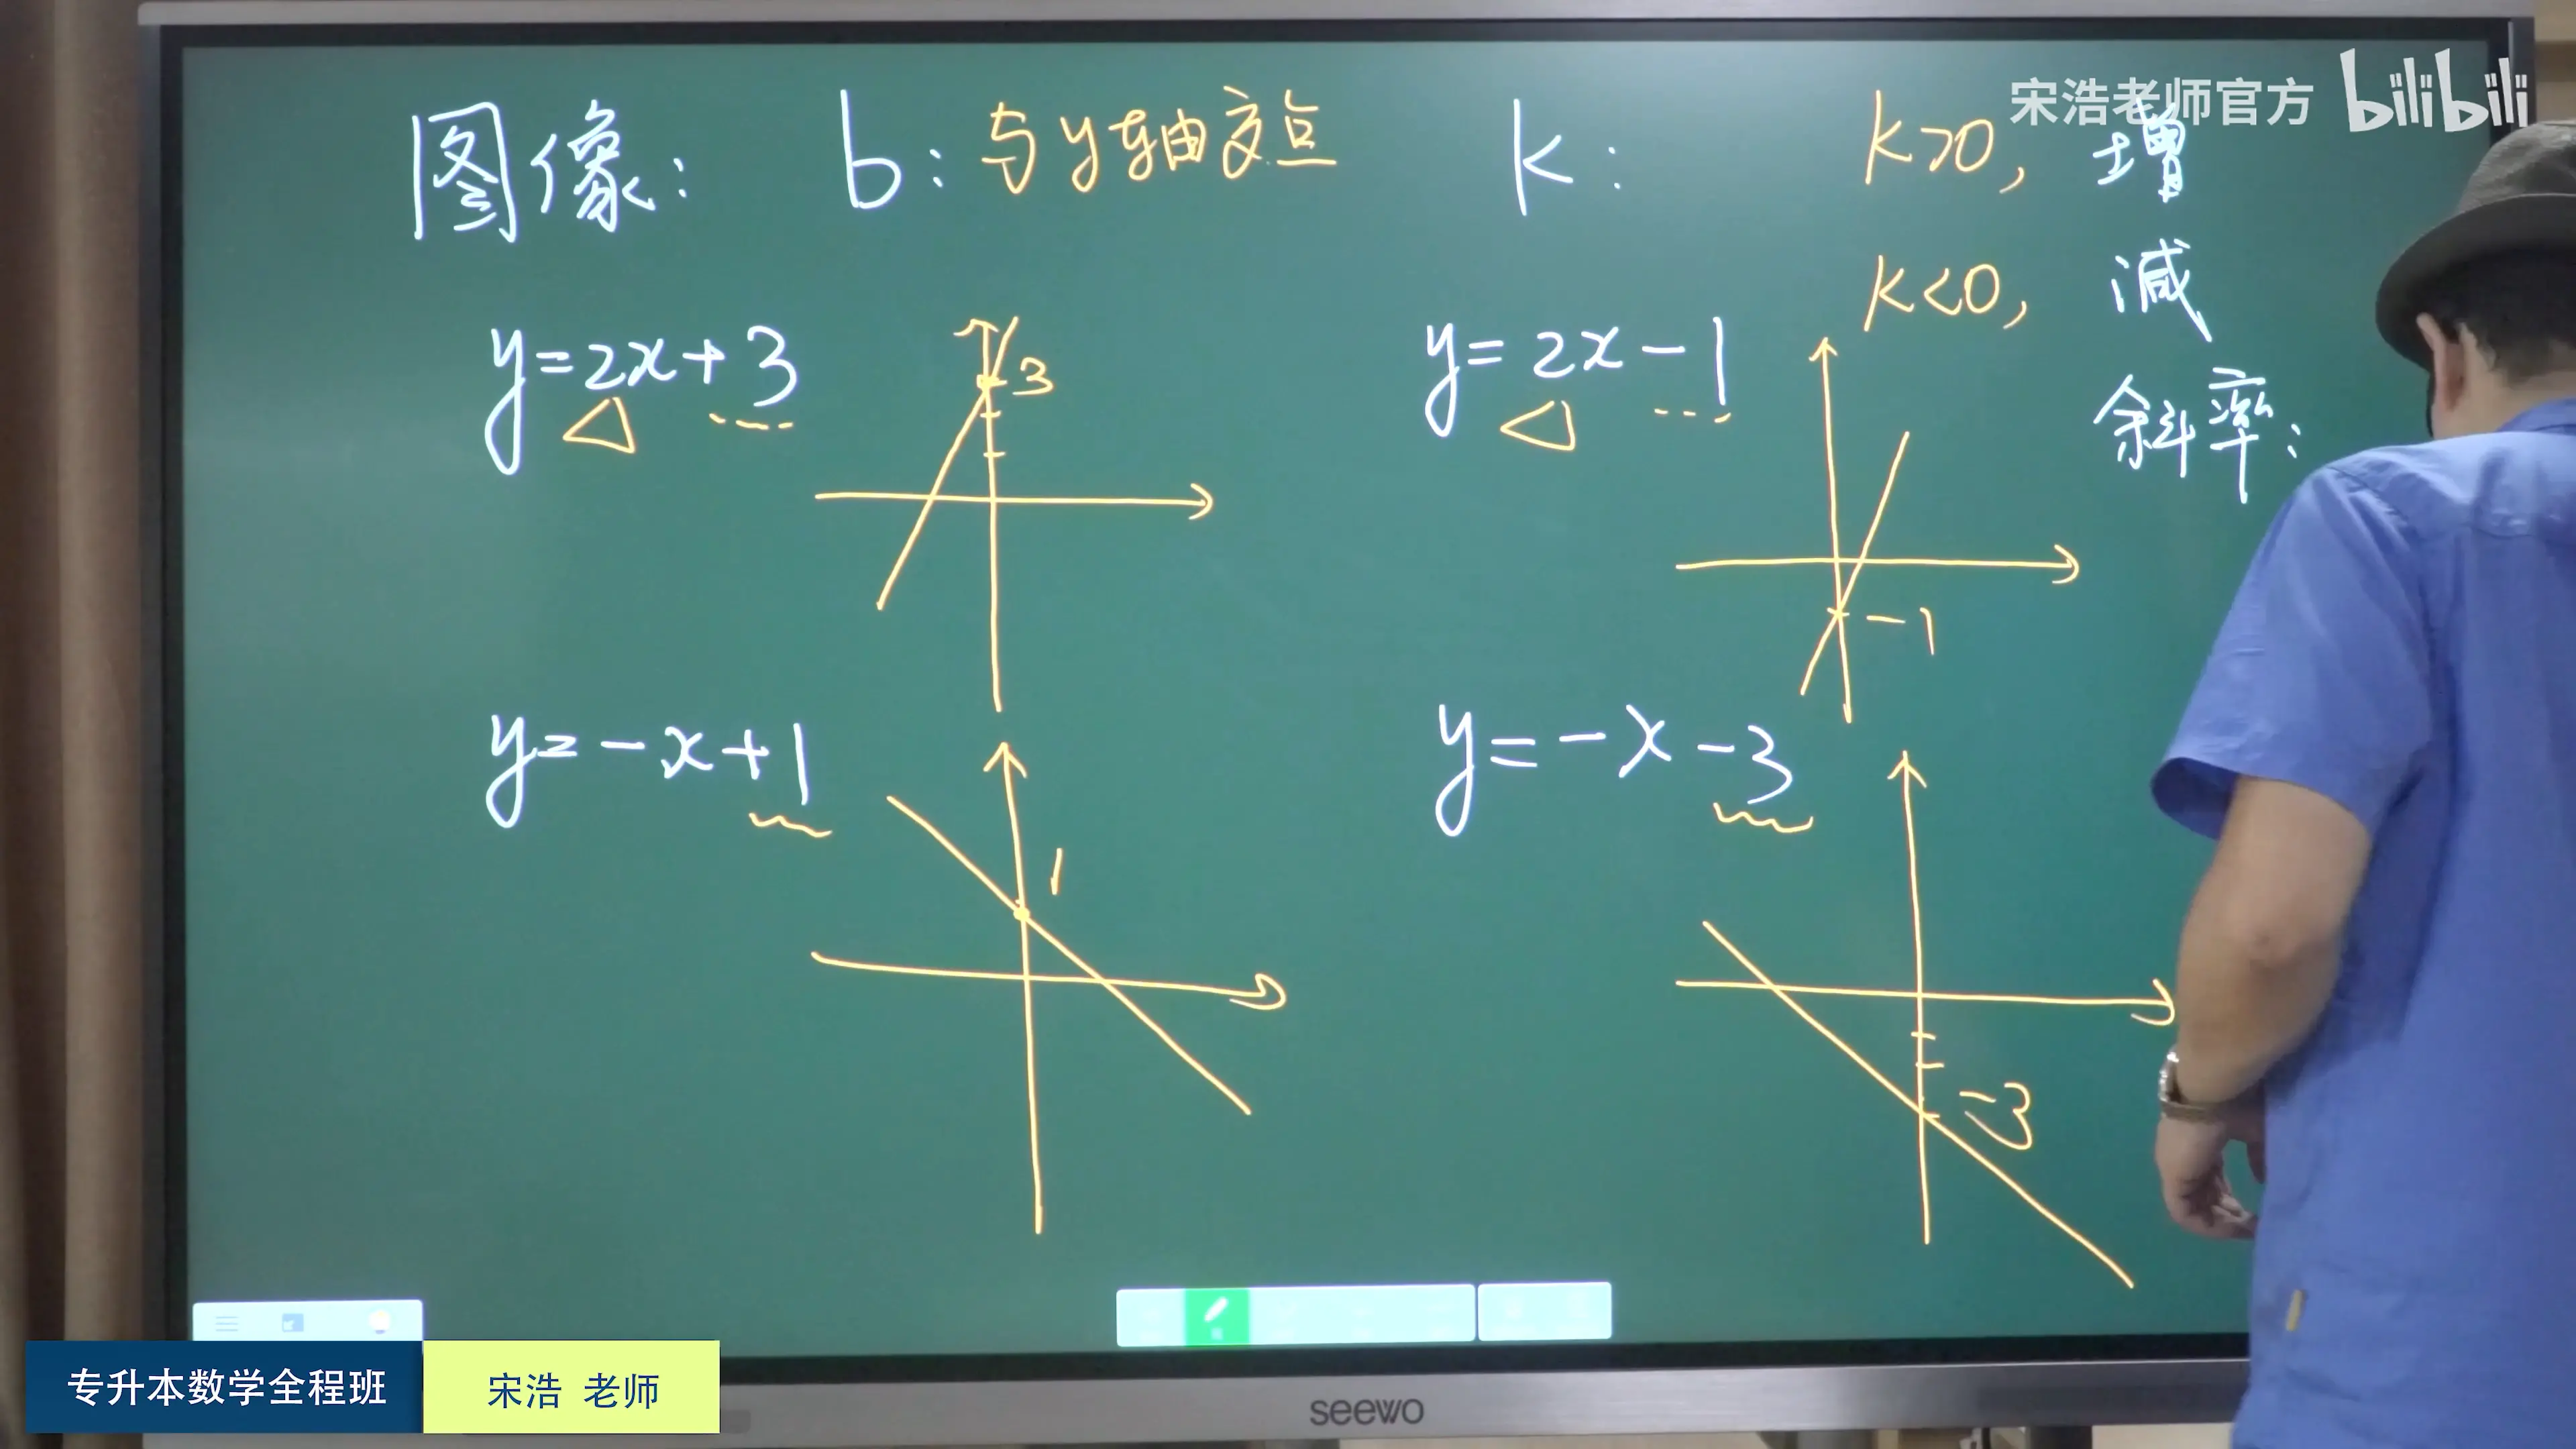 宋浩老师官方 bilibili
图像: b: 与y轴交点 k: k>0, 增
k<0, 减
斜率:
y=2x+3
3
y=2x-1
-1
y=-x+1
1
y=-x-3
-3
专升本数学全程班 宋浩 老师
seewo